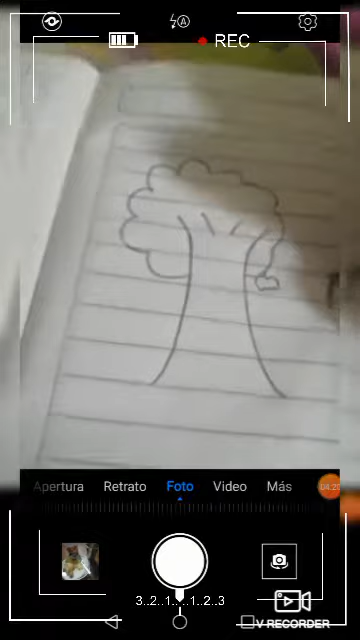 REC
Apertura Retrato Foto Video Más
3..2..1..:..1..2..3
V RECORDER